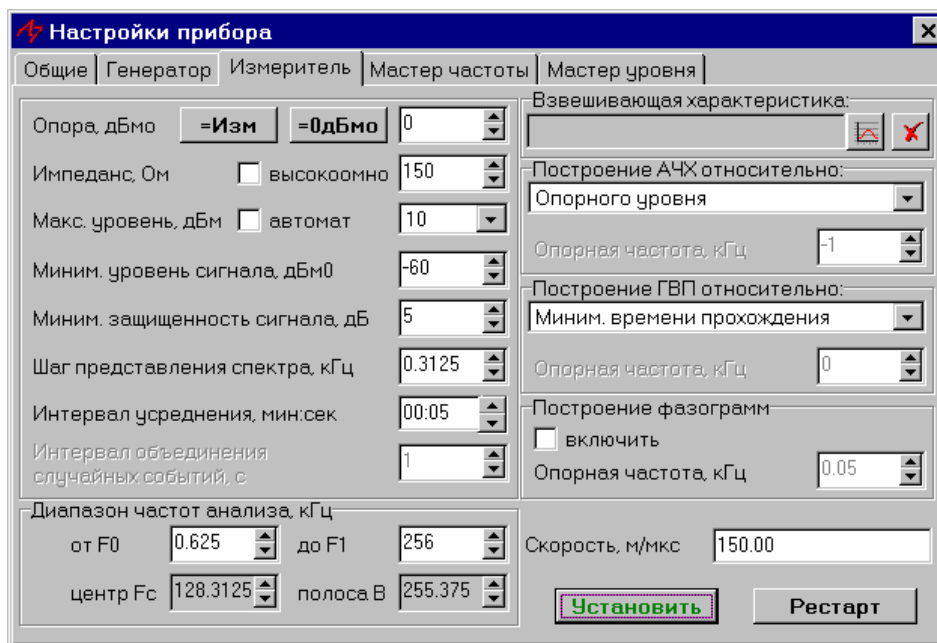 Настройки прибора
Общие Генератор Измеритель Мастер частоты Мастер уровня
Опора, дБмо =Изм =0дБмо 0
Импеданс, Ом высокоомно 150
Макс. уровень, дБм автомат 10
Миним. уровень сигнала, дБм0 -60
Миним. защищенность сигнала, дБ 5
Шаг представления спектра, кГц 0.3125
Интервал усреднения, мин:сек 00:05
Интервал объединения
случайных событий, с 1
Диапазон частот анализа, кГц
от F0 0.625 до F1 256
центр Fc 128.3125 полоса B 255.375
Взвешивающая характеристика:
Построение АЧХ относительно:
Опорного уровня
Опорная частота, кГц -1
Построение ГВП относительно:
Миним. времени прохождения
Опорная частота, кГц 0
Построение фазограмм
включить
Опорная частота, кГц 0.05
Скорость, м/мкс 150.00
Установить Рестарт